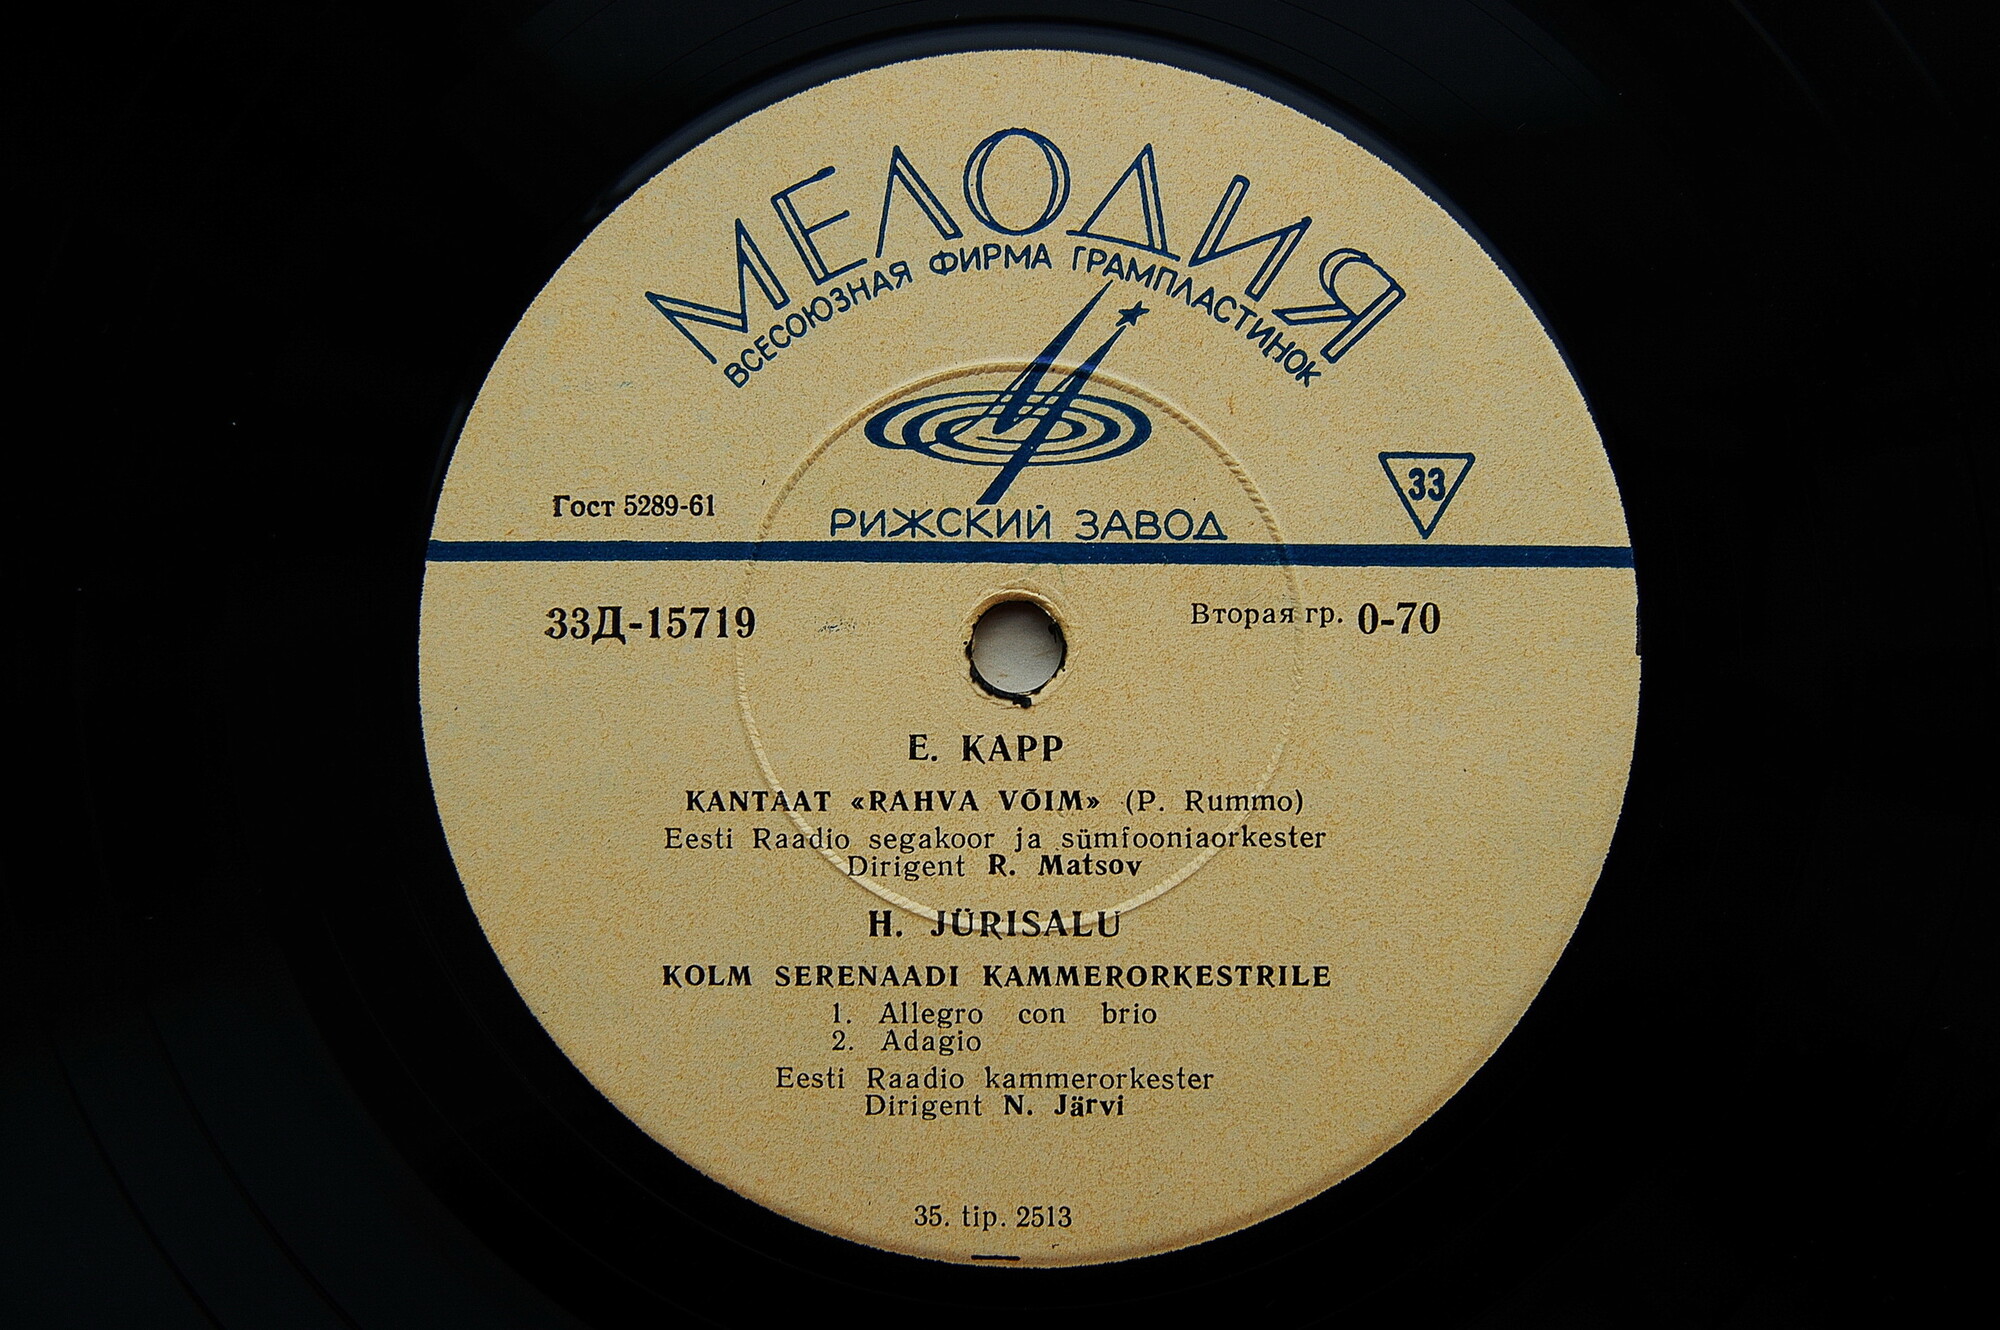 МЕЛОДИЯ
ВСЕСОЮЗНАЯ ФИРМА ГРАМПЛАСТИНОК
Гост 5289-61
33
РИЖСКИЙ ЗАВОД
33Д-15719
Вторая гр. 0-70
E. KAPP
KANTAAT «RAHVA VÕIM» (P. Rummo)
Eesti Raadio segakoor ja sümfooniaorkester
Dirigent R. Matsov
H. JÜRISALU
KOLM SERENAADI KAMMERORKESTRILE
1. Allegro con brio
2. Adagio
Eesti Raadio kammerorkester
Dirigent N. Järvi
35. tip. 2513